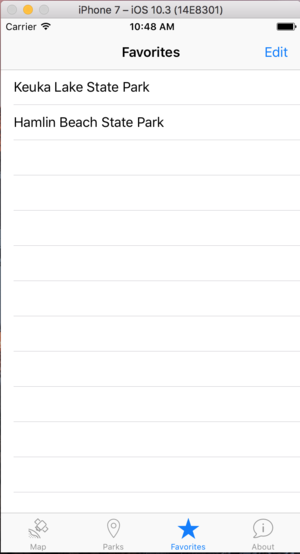 iPhone 7 – iOS 10.3 (14E8301)
Carrier 10:48 AM
Favorites Edit
Keuka Lake State Park
Hamlin Beach State Park
Map Parks Favorites About